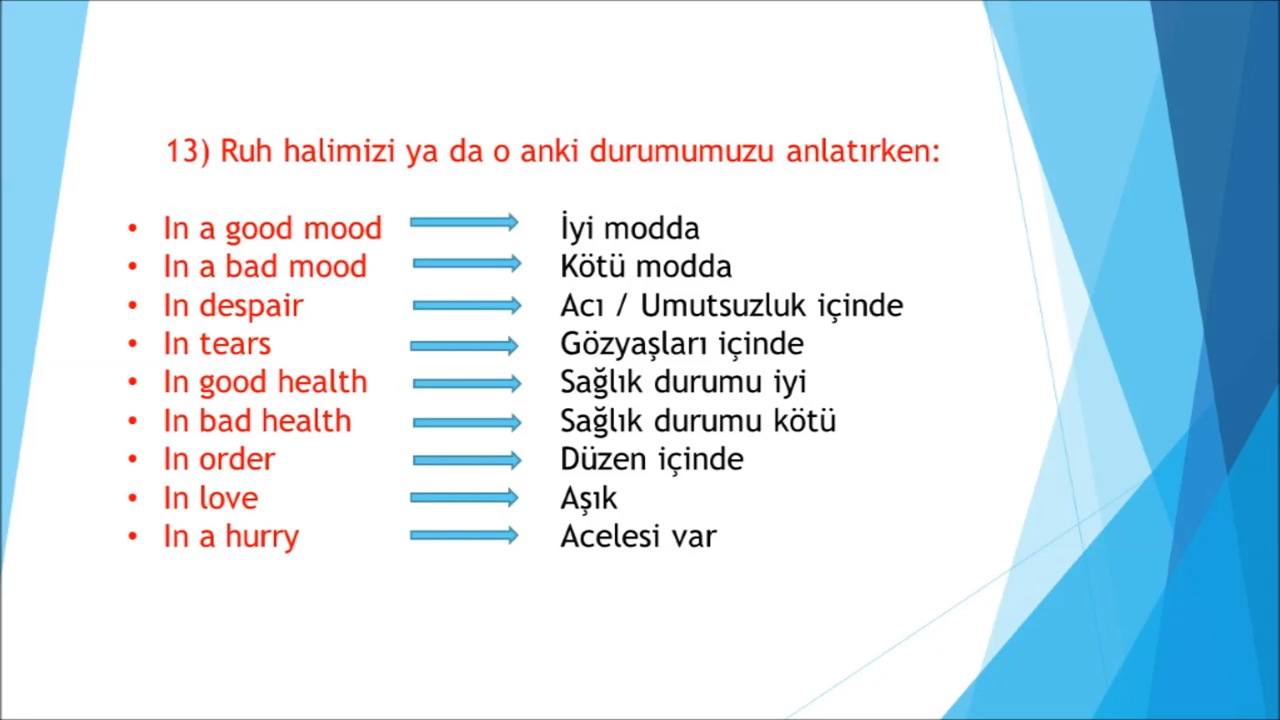 13) Ruh halimizi ya da o anki durumumuzu anlatırken:
• In a good mood İyi modda
• In a bad mood Kötü modda
• In despair Acı / Umutsuzluk içinde
• In tears Gözyaşları içinde
• In good health Sağlık durumu iyi
• In bad health Sağlık durumu kötü
• In order Düzen içinde
• In love Aşık
• In a hurry Acelesi var